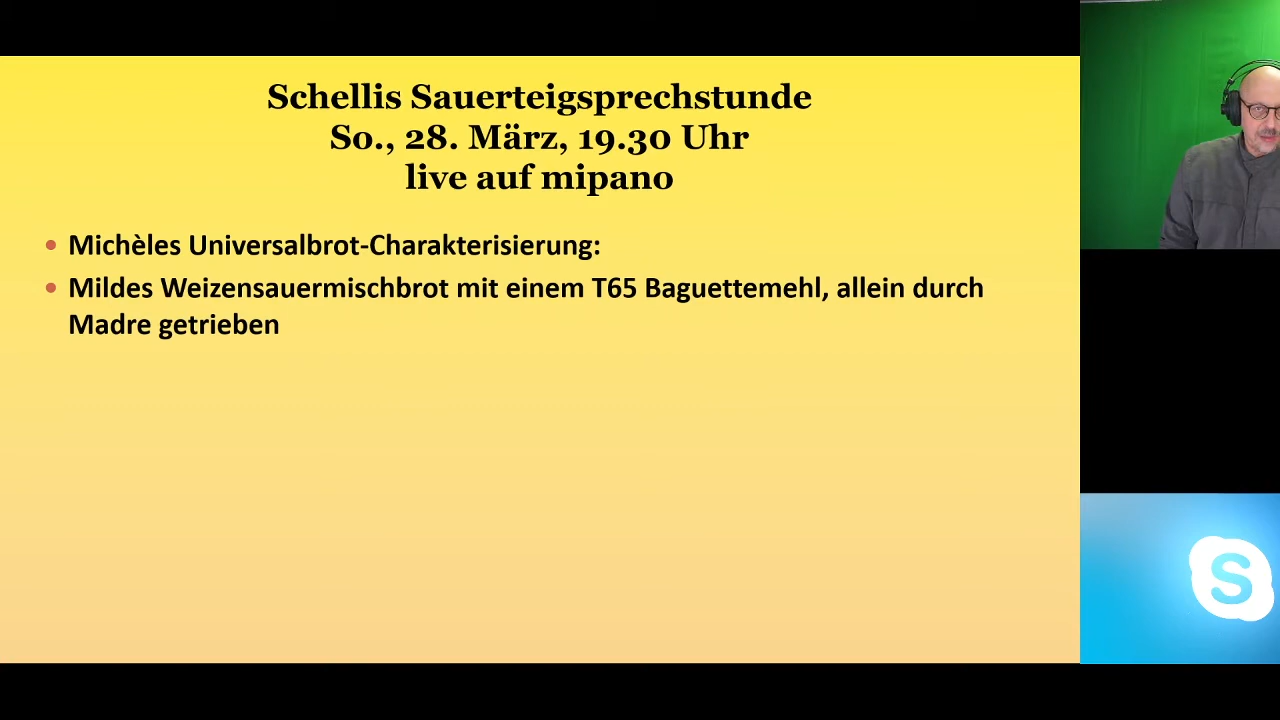 Schellis Sauerteigsprechstunde
So., 28. März, 19.30 Uhr
live auf mipano
• Michèles Universalbrot-Charakterisierung:
• Mildes Weizensauermischbrot mit einem T65 Baguettemehl, allein durch
Madre getrieben
S